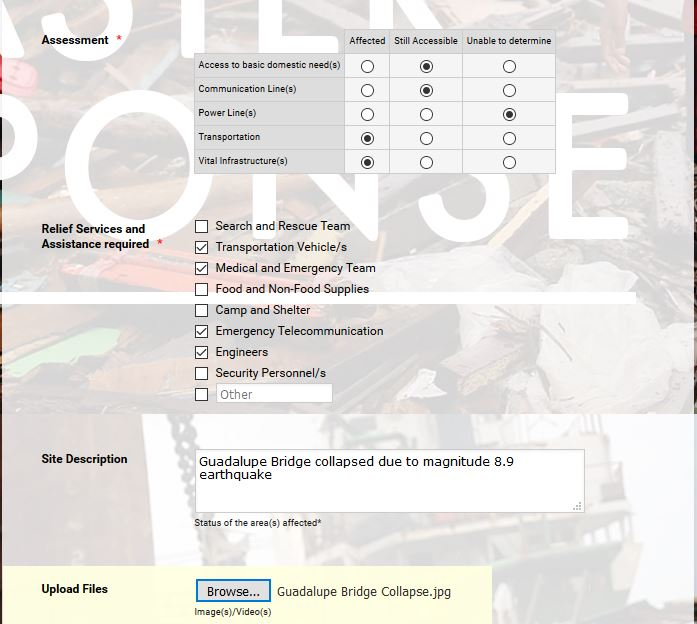 ASTER
PONSE
Assessment *
Affected Still Accessible Unable to determine
Access to basic domestic need(s)
Communication Line(s)
Power Line(s)
Transportation
Vital Infrastructure(s)
Relief Services and
Assistance required *
Search and Rescue Team
Transportation Vehicle/s
Medical and Emergency Team
Food and Non-Food Supplies
Camp and Shelter
Emergency Telecommunication
Engineers
Security Personnel/s
Other
Site Description
Guadalupe Bridge collapsed due to magnitude 8.9
earthquake
Status of the area(s) affected*
Upload Files
Browse... Guadalupe Bridge Collapse.jpg
Image(s)/Video(s)